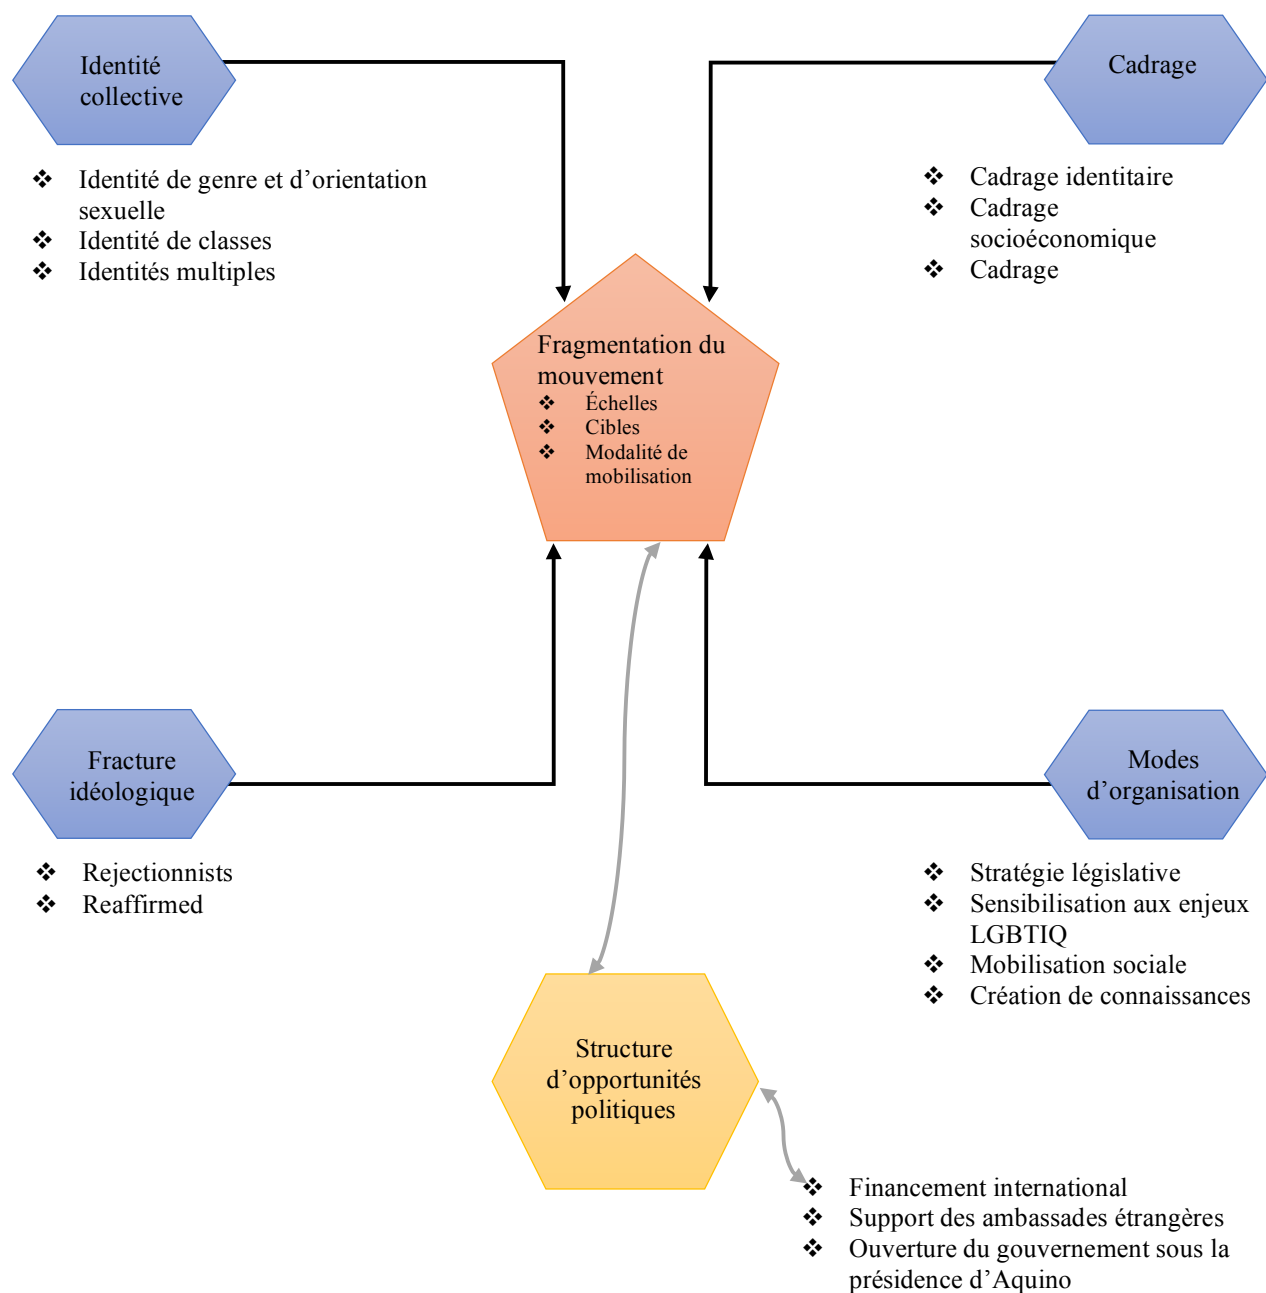 Identité
collective
❖ Identité de genre et d’orientation
sexuelle
❖ Identité de classes
❖ Identités multiples
Cadrage
❖ Cadrage identitaire
❖ Cadrage
socioéconomique
❖ Cadrage
Fragmentation du
mouvement
❖ Échelles
❖ Cibles
❖ Modalité de
mobilisation
Fracture
idéologique
❖ Rejectionnists
❖ Reaffirmed
Modes
d’organisation
❖ Stratégie législative
❖ Sensibilisation aux enjeux
LGBTIQ
❖ Mobilisation sociale
❖ Création de connaissances
Structure
d’opportunités
politiques
❖ Financement international
❖ Support des ambassades étrangères
❖ Ouverture du gouvernement sous la
présidence d’Aquino